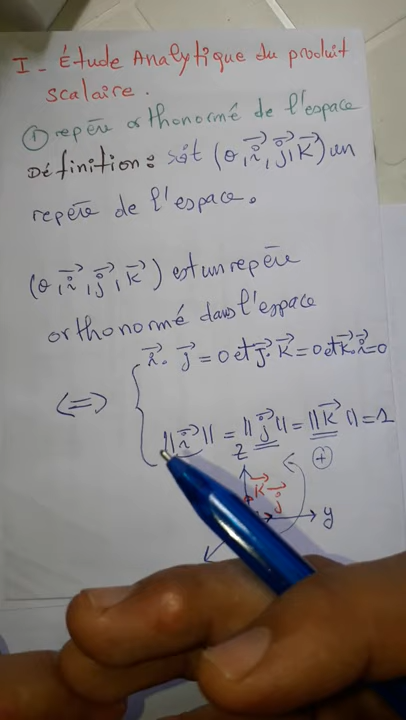 I - Étude Analytique du produit
scalaire.
① repère orthonormé de l'espace
Définition: soit (o, i⃗, j⃗, k⃗) un
repère de l'espace.
(o, i⃗, j⃗, k⃗) est un repère
orthonormé dans l'espace
⟺ { i⃗ . j⃗ = 0 et j⃗ . k⃗ = 0 et k⃗ . i⃗ = 0
||i⃗|| = ||j⃗|| = ||k⃗|| = 1
z
+
k⃗
j⃗
y